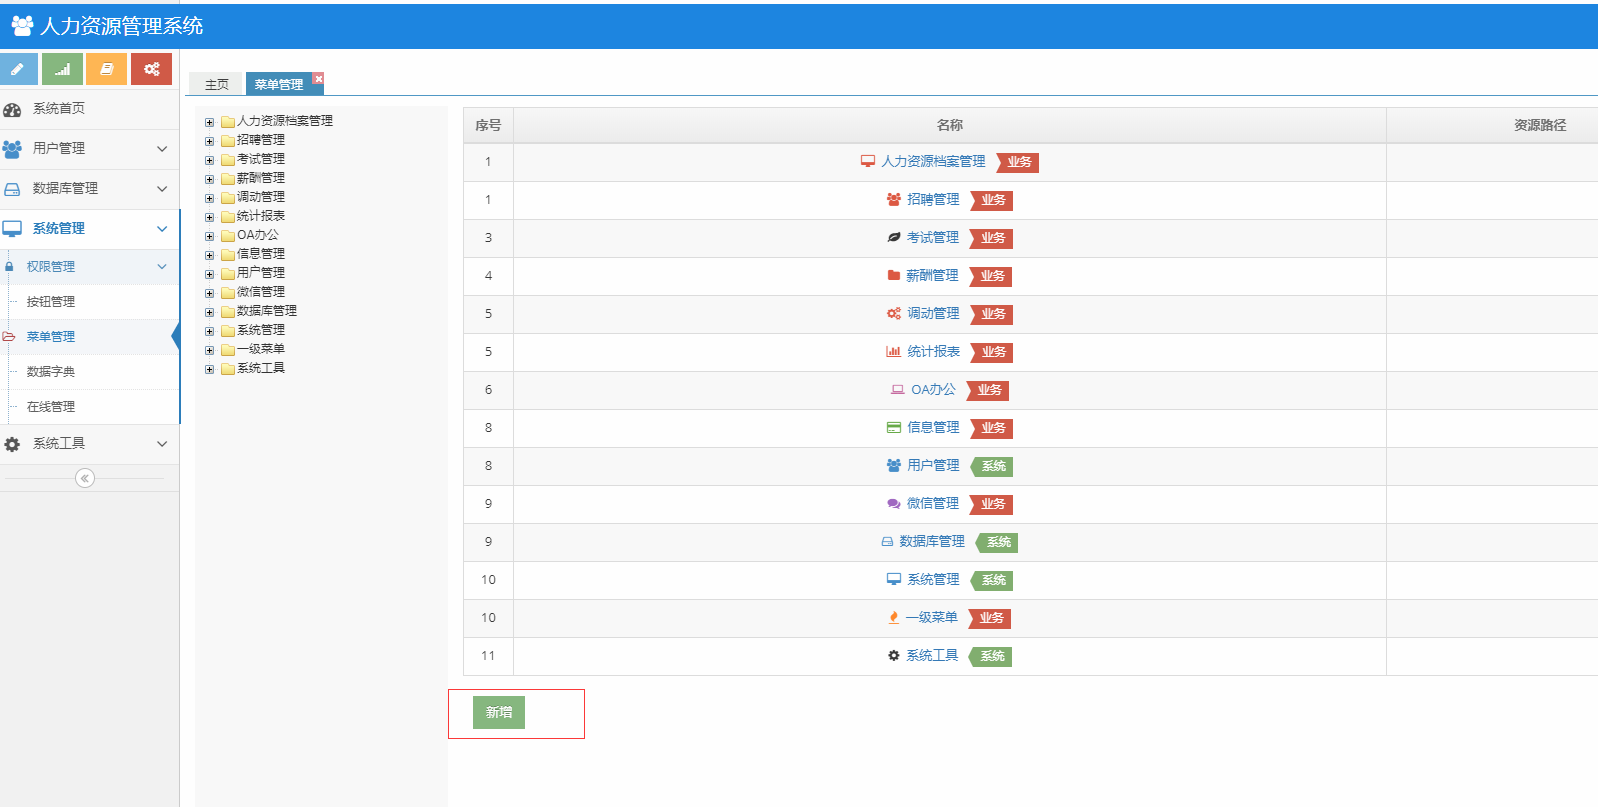 人力资源管理系统
系统首页
用户管理
数据库管理
系统管理
权限管理
按钮管理
菜单管理
数据字典
在线管理
系统工具
主页 菜单管理
人力资源档案管理
招聘管理
考试管理
薪酬管理
调动管理
统计报表
OA办公
信息管理
用户管理
微信管理
数据库管理
系统管理
一级菜单
系统工具
序号 名称 资源路径
1 人力资源档案管理 业务
1 招聘管理 业务
3 考试管理 业务
4 薪酬管理 业务
5 调动管理 业务
5 统计报表 业务
6 OA办公 业务
8 信息管理 业务
8 用户管理 系统
9 微信管理 业务
9 数据库管理 系统
10 系统管理 系统
10 一级菜单 业务
11 系统工具 系统
新增